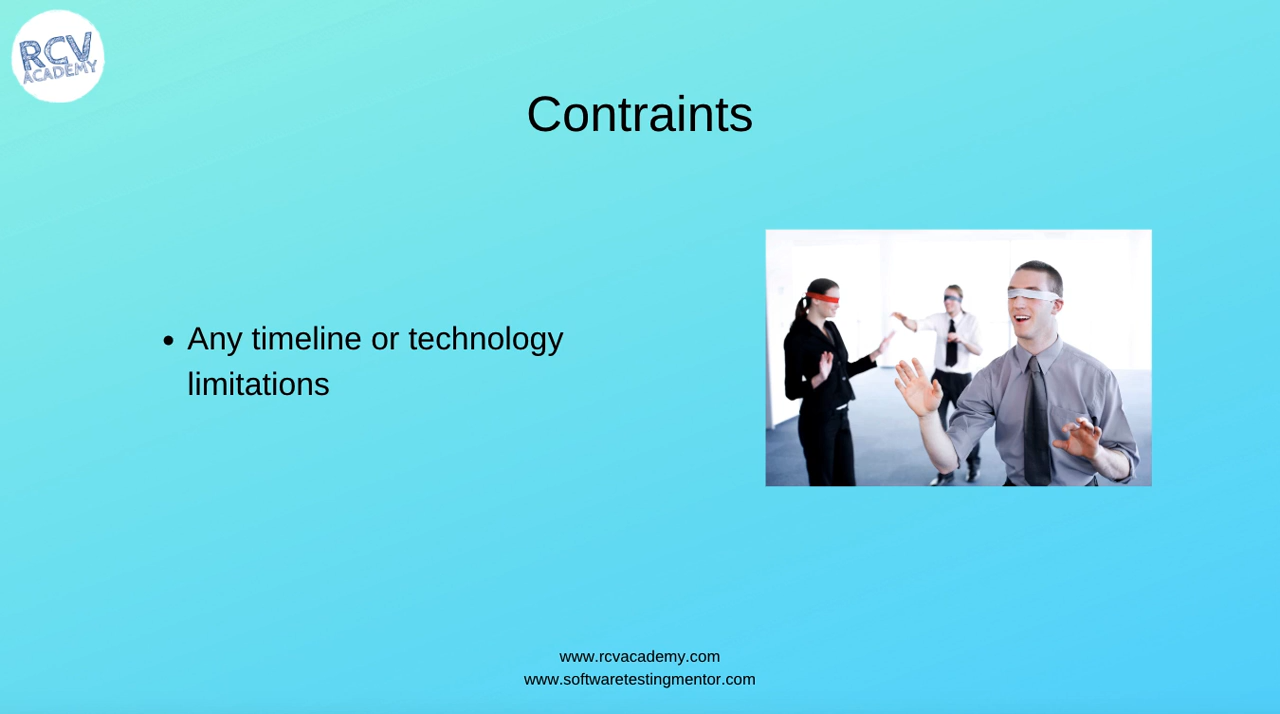 RCV
ACADEMY
Contraints
• Any timeline or technology
limitations
www.rcvacademy.com
www.softwaretestingmentor.com